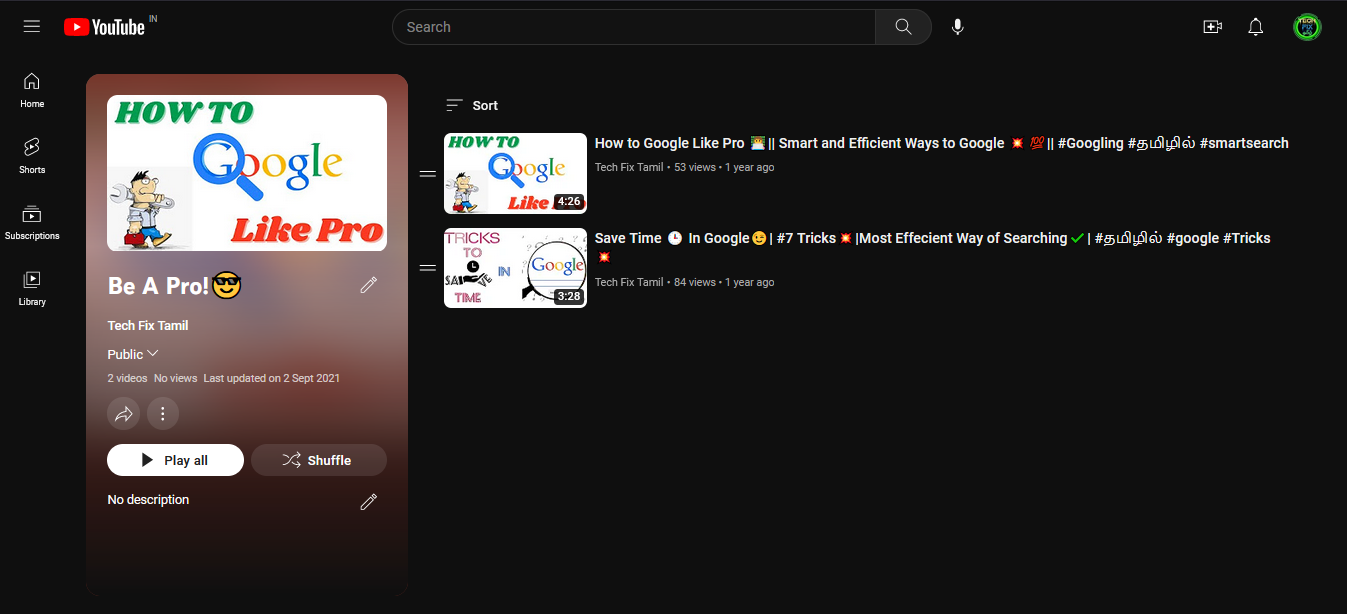 YouTube IN
Search
Home
Shorts
Subscriptions
Library
HOW TO
Google
Like Pro
Be A Pro!😎
Tech Fix Tamil
Public
2 videos No views Last updated on 2 Sept 2021
Play all
Shuffle
No description
Sort
HOW TO
Google
Like
4:26
How to Google Like Pro 👨‍💻|| Smart and Efficient Ways to Google 💥 💯|| #Googling #தமிழில் #smartsearch
Tech Fix Tamil • 53 views • 1 year ago
TRICKS
TO
SAVE IN
Google
TIME
3:28
Save Time 🕒 In Google😉| #7 Tricks💥|Most Effecient Way of Searching✅| #தமிழில் #google #Tricks
💥
Tech Fix Tamil • 84 views • 1 year ago